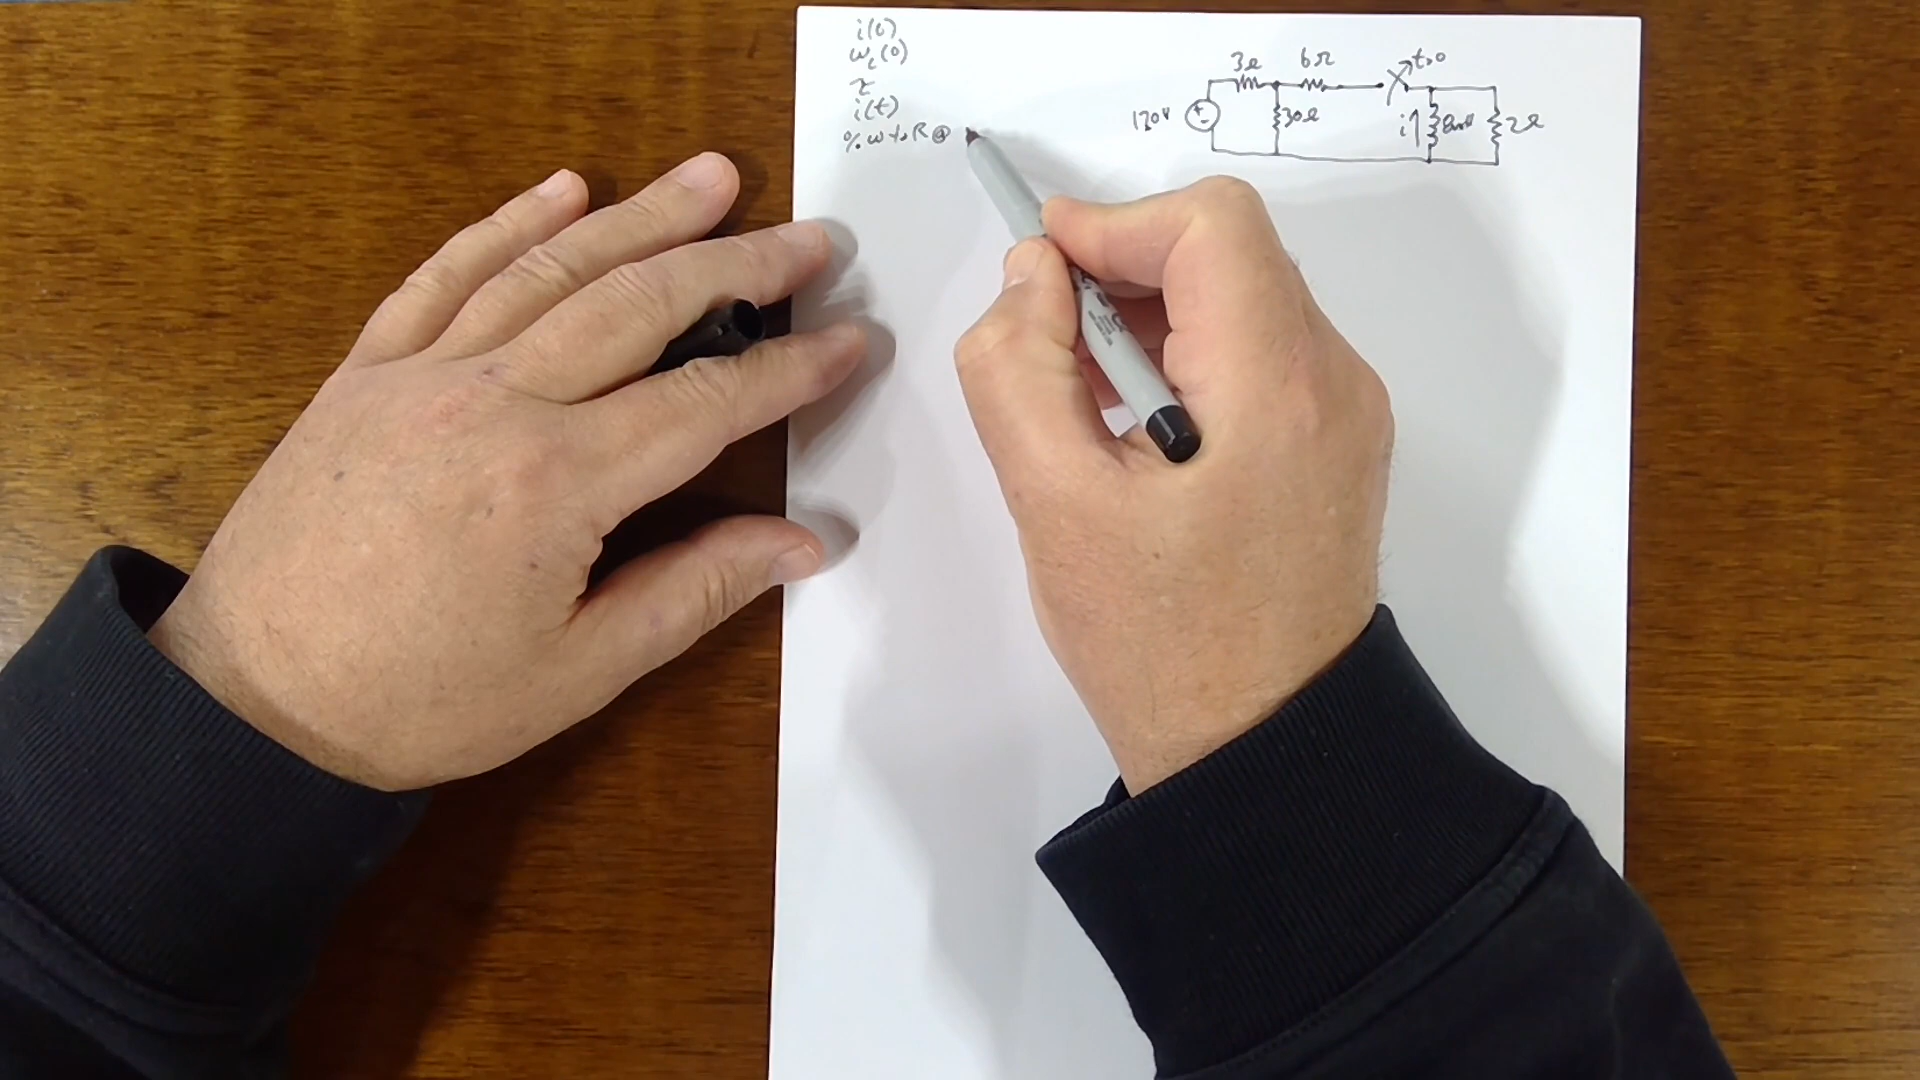 i(0)
w_L(0)
τ
i(t)
% w to R @
3Ω 6Ω t=0
120V + - 30Ω i↑ 8mH 2Ω